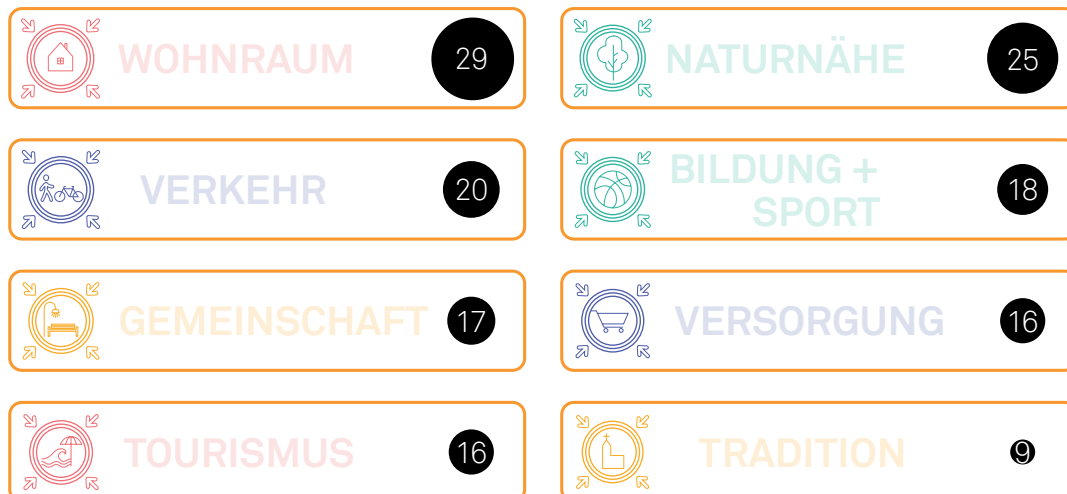 WOHNRAUM 29
NATURNÄHE 25
VERKEHR 20
BILDUNG +
SPORT 18
GEMEINSCHAFT 17
VERSORGUNG 16
TOURISMUS 16
TRADITION 9